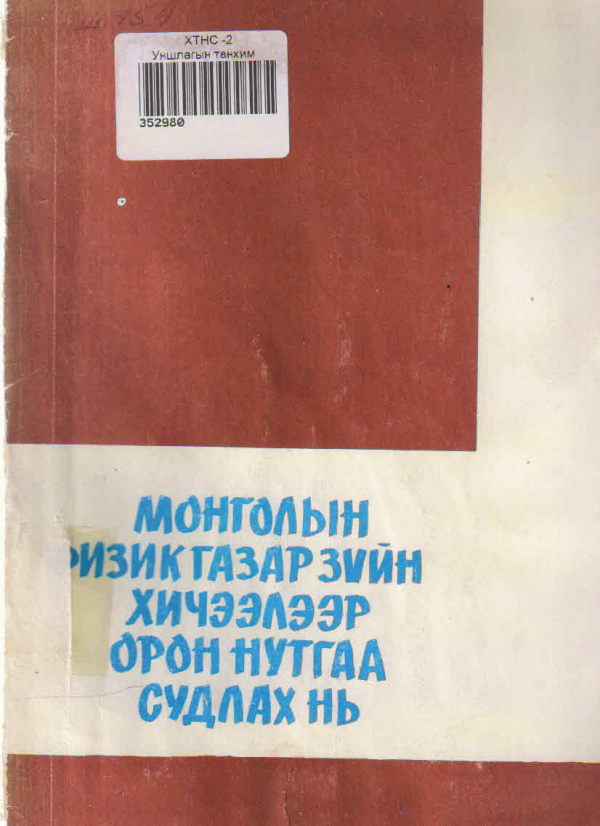 ХТНС -2
Уншлагын танхим
352980
МОНГОЛЫН
ФИЗИК ГАЗАР ЗҮЙН
ХИЧЭЭЛЭЭР
ОРОН НУТГАА
СУДЛАХ НЬ